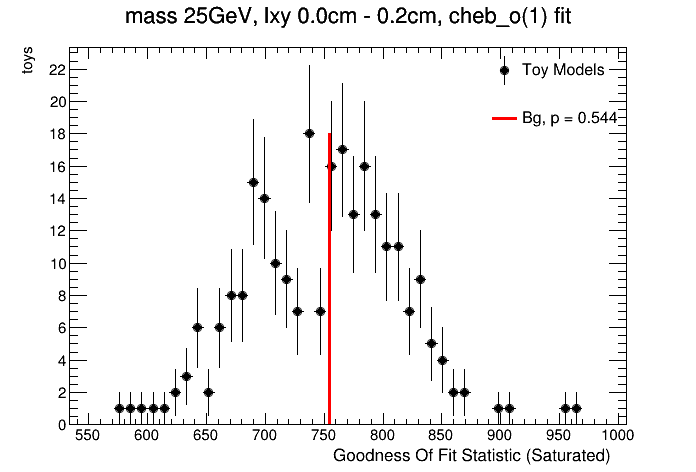 mass 25GeV, lxy 0.0cm - 0.2cm, cheb_o(1) fit
toys
22
20
18
16
14
12
10
8
6
4
2
0
Toy Models
Bg, p = 0.544
550 600 650 700 750 800 850 900 950 1000
Goodness Of Fit Statistic (Saturated)